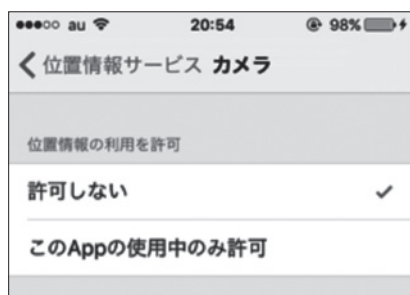 ●●●○○ au 20:54 98%
位置情報サービス カメラ
位置情報の利用を許可
許可しない
このAppの使用中のみ許可